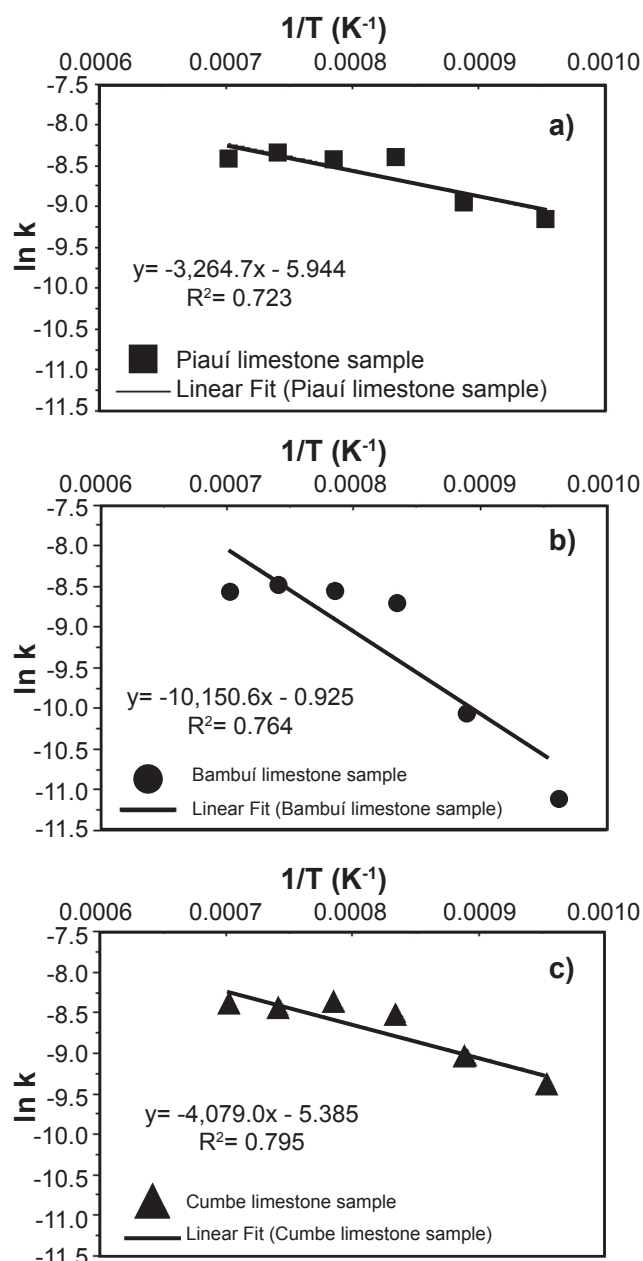 1/T (K⁻¹)
0.0006 0.0007 0.0008 0.0009 0.0010
-7.5
a)
-8.0
-8.5
-9.0
ln k
-9.5
y= -3,264.7x - 5.944
-10.0
R²= 0.723
-10.5
Piauí limestone sample
-11.0
Linear Fit (Piauí limestone sample)
-11.5
1/T (K⁻¹)
0.0006 0.0007 0.0008 0.0009 0.0010
-7.5
b)
-8.0
-8.5
-9.0
ln k
-9.5
y= -10,150.6x - 0.925
-10.0
R²= 0.764
-10.5
Bambuí limestone sample
-11.0
Linear Fit (Bambuí limestone sample)
-11.5
1/T (K⁻¹)
0.0006 0.0007 0.0008 0.0009 0.0010
-7.5
c)
-8.0
-8.5
-9.0
ln k
-9.5
y= -4,079.0x - 5.385
-10.0
R²= 0.795
-10.5
Cumbe limestone sample
-11.0
Linear Fit (Cumbe limestone sample)
-11.5